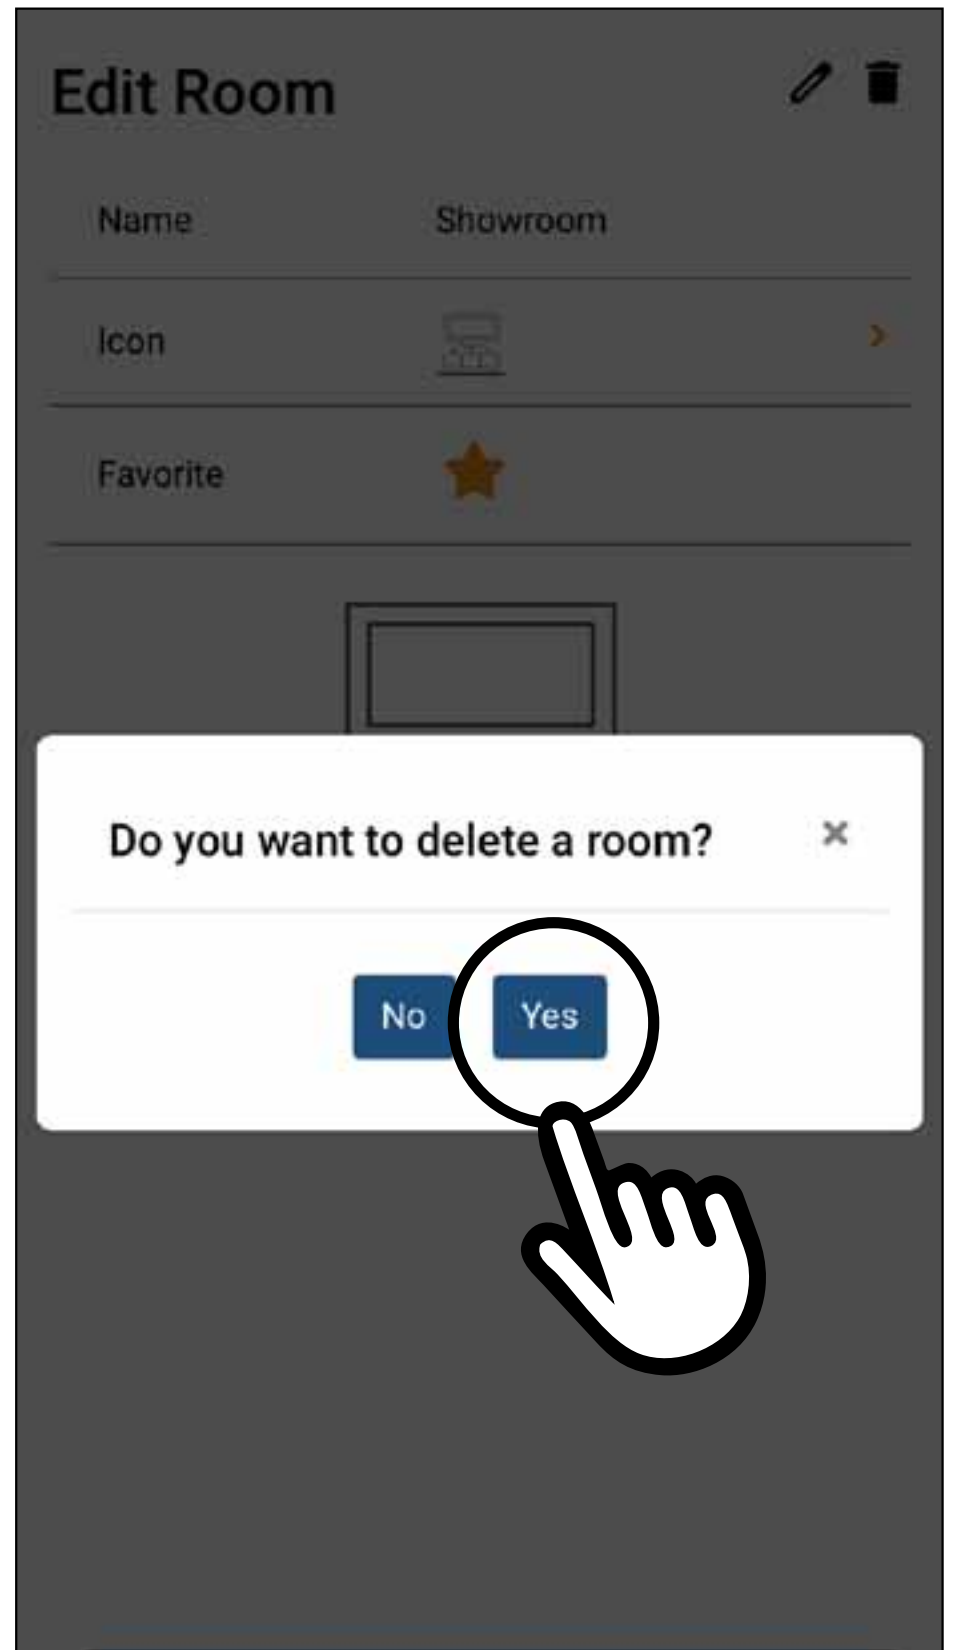 Edit Room
Name Showroom
Icon
Favorite
Do you want to delete a room? ×
No Yes